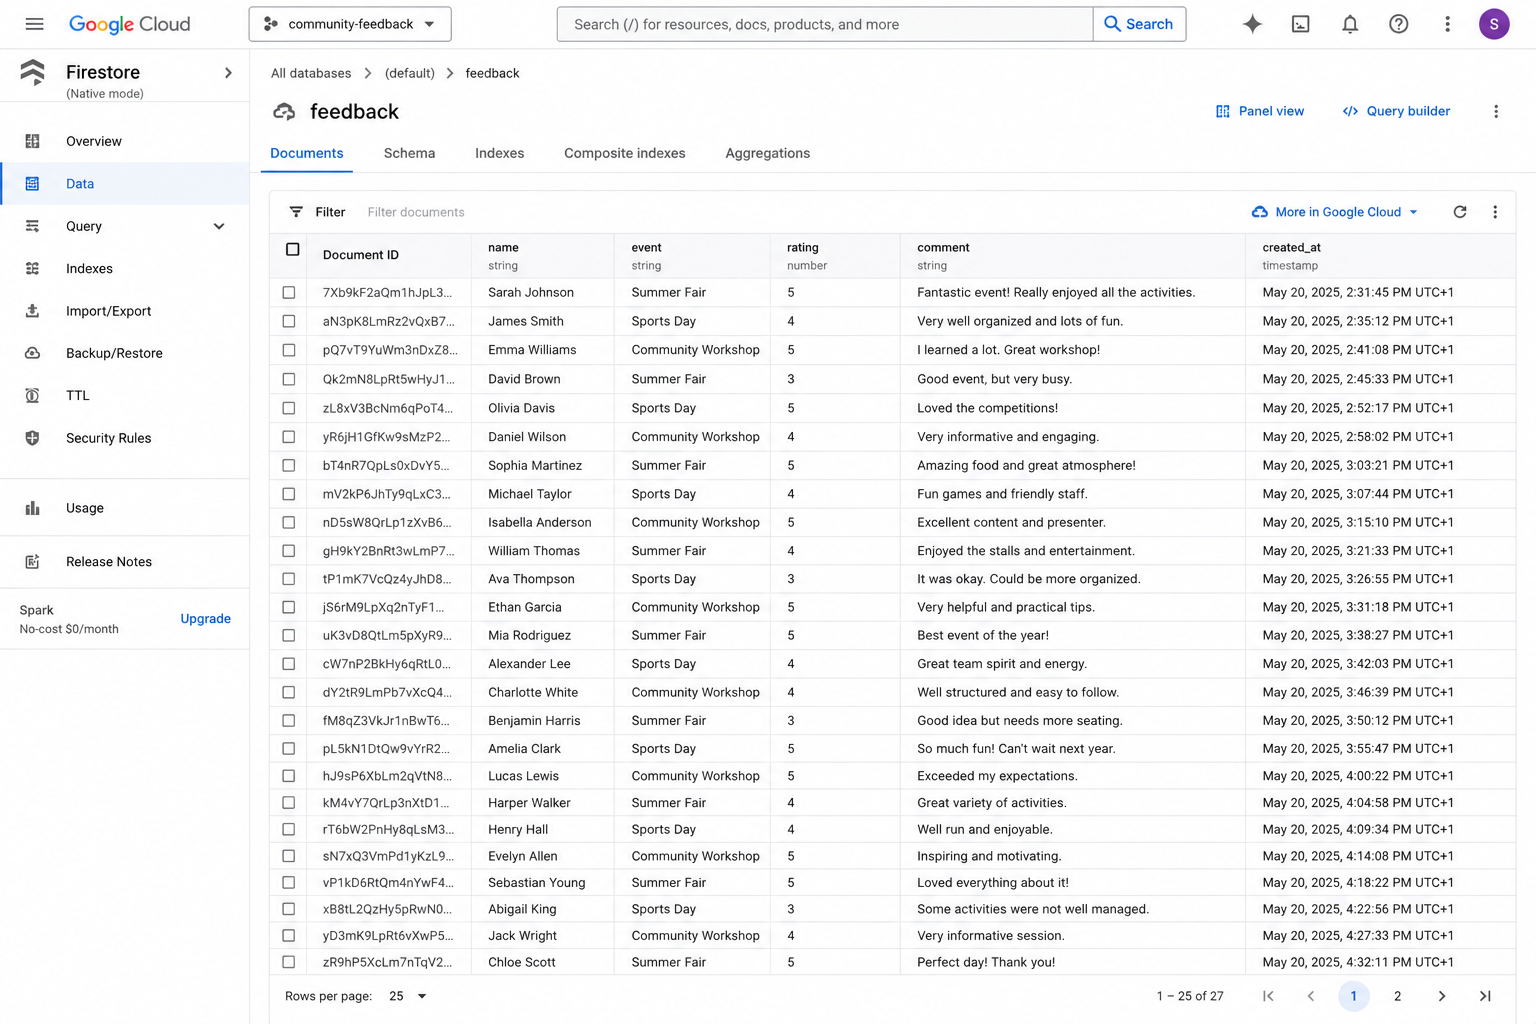 Google Cloud
community-feedback
Search (/) for resources, docs, products, and more
Search
S
Firestore
(Native mode)
Overview
Data
Query
Indexes
Import/Export
Backup/Restore
TTL
Security Rules
Usage
Release Notes
Spark
No-cost $0/month
Upgrade
All databases > (default) > feedback
feedback
Panel view
</> Query builder
Documents Schema Indexes Composite indexes Aggregations
Filter Filter documents
More in Google Cloud
Document ID name event rating comment created_at
string string number string timestamp
7Xb9kF2aQm1hJpL3... Sarah Johnson Summer Fair 5 Fantastic event! Really enjoyed all the activities. May 20, 2025, 2:31:45 PM UTC+1
aN3pK8LmRz2vQxB7... James Smith Sports Day 4 Very well organized and lots of fun. May 20, 2025, 2:35:12 PM UTC+1
pQ7vT9YuWm3nDxZ8... Emma Williams Community Workshop 5 I learned a lot. Great workshop! May 20, 2025, 2:41:08 PM UTC+1
Qk2mN8LpRt5wHyJ1... David Brown Summer Fair 3 Good event, but very busy. May 20, 2025, 2:45:33 PM UTC+1
zL8xV3BcNm6qPoT4... Olivia Davis Sports Day 5 Loved the competitions! May 20, 2025, 2:52:17 PM UTC+1
yR6jH1GfKw9sMzP2... Daniel Wilson Community Workshop 4 Very informative and engaging. May 20, 2025, 2:58:02 PM UTC+1
bT4nR7QpLs0xDvY5... Sophia Martinez Summer Fair 5 Amazing food and great atmosphere! May 20, 2025, 3:03:21 PM UTC+1
mV2kP6JhTy9qLxC3... Michael Taylor Sports Day 4 Fun games and friendly staff. May 20, 2025, 3:07:44 PM UTC+1
nD5sW8QrLp1zXvB6... Isabella Anderson Community Workshop 5 Excellent content and presenter. May 20, 2025, 3:15:10 PM UTC+1
gH9kY2BnRt3wLmP7... William Thomas Summer Fair 4 Enjoyed the stalls and entertainment. May 20, 2025, 3:21:33 PM UTC+1
tP1mK7VcQz4yJhD8... Ava Thompson Sports Day 3 It was okay. Could be more organized. May 20, 2025, 3:26:55 PM UTC+1
jS6rM9LpXq2nTyF1... Ethan Garcia Community Workshop 5 Very helpful and practical tips. May 20, 2025, 3:31:18 PM UTC+1
uK3vD8QtLm5pXyR9... Mia Rodriguez Summer Fair 5 Best event of the year! May 20, 2025, 3:38:27 PM UTC+1
cW7nP2BkHy6qRtL0... Alexander Lee Sports Day 4 Great team spirit and energy. May 20, 2025, 3:42:03 PM UTC+1
dY2tR9LmPb7vXcQ4... Charlotte White Community Workshop 4 Well structured and easy to follow. May 20, 2025, 3:46:39 PM UTC+1
fM8qZ3VkJr1nBwT6... Benjamin Harris Summer Fair 3 Good idea but needs more seating. May 20, 2025, 3:50:12 PM UTC+1
pL5kN1DtQw9vYrR2... Amelia Clark Sports Day 5 So much fun! Can't wait next year. May 20, 2025, 3:55:47 PM UTC+1
hJ9sP6XbLm2qVtN8... Lucas Lewis Community Workshop 5 Exceeded my expectations. May 20, 2025, 4:00:22 PM UTC+1
kM4vY7QrLp3nXtD1... Harper Walker Summer Fair 4 Great variety of activities. May 20, 2025, 4:04:58 PM UTC+1
rT6bW2PnHy8qLsM3... Henry Hall Sports Day 4 Well run and enjoyable. May 20, 2025, 4:09:34 PM UTC+1
sN7xQ3VmPd1yKzL9... Evelyn Allen Community Workshop 5 Inspiring and motivating. May 20, 2025, 4:14:08 PM UTC+1
vP1kD6RtQm4nYwF4... Sebastian Young Summer Fair 5 Loved everything about it! May 20, 2025, 4:18:22 PM UTC+1
xB8tL2QzHy5pRwN0... Abigail King Sports Day 3 Some activities were not well managed. May 20, 2025, 4:22:56 PM UTC+1
yD3mK9LpRt6vXwP5... Jack Wright Community Workshop 4 Very informative session. May 20, 2025, 4:27:33 PM UTC+1
zR9hP5XcLm7nTqV2... Chloe Scott Summer Fair 5 Perfect day! Thank you! May 20, 2025, 4:32:11 PM UTC+1
Rows per page: 25 1 – 25 of 27 1 2